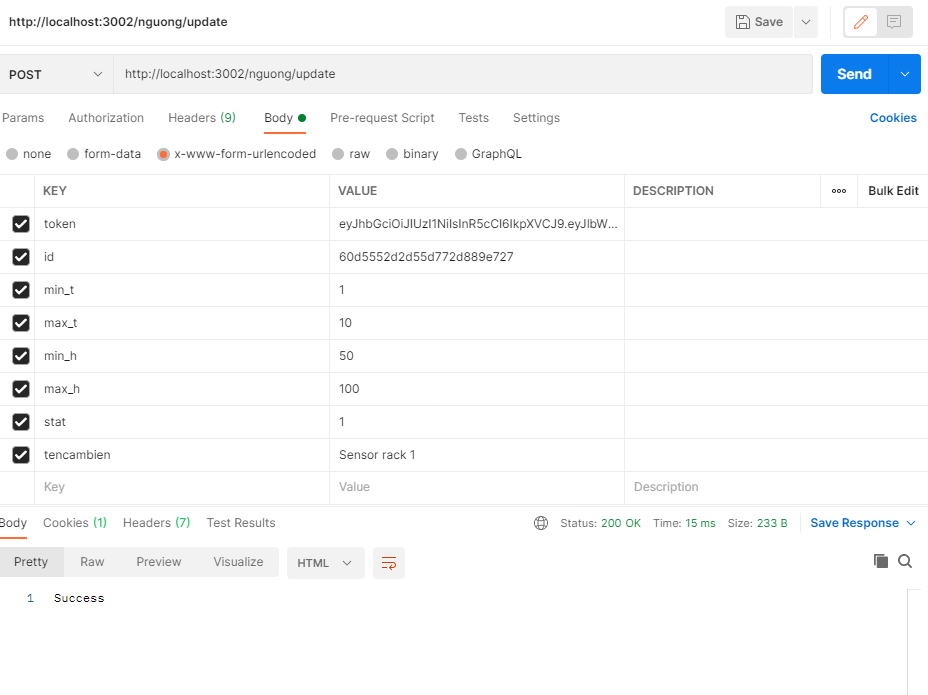 http://localhost:3002/nguong/update
Save
POST http://localhost:3002/nguong/update Send
Params Authorization Headers (9) Body Pre-request Script Tests Settings Cookies
none form-data x-www-form-urlencoded raw binary GraphQL
KEY VALUE DESCRIPTION ooo Bulk Edit
token eyJhbGciOiJIUzI1NiIsInR5cCI6IkpXVCJ9.eyJlbW...
id 60d5552d2d55d772d889e727
min_t 1
max_t 10
min_h 50
max_h 100
stat 1
tencambien Sensor rack 1
Key Value Description
Body Cookies (1) Headers (7) Test Results Status: 200 OK Time: 15 ms Size: 233 B Save Response
Pretty Raw Preview Visualize HTML
1 Success